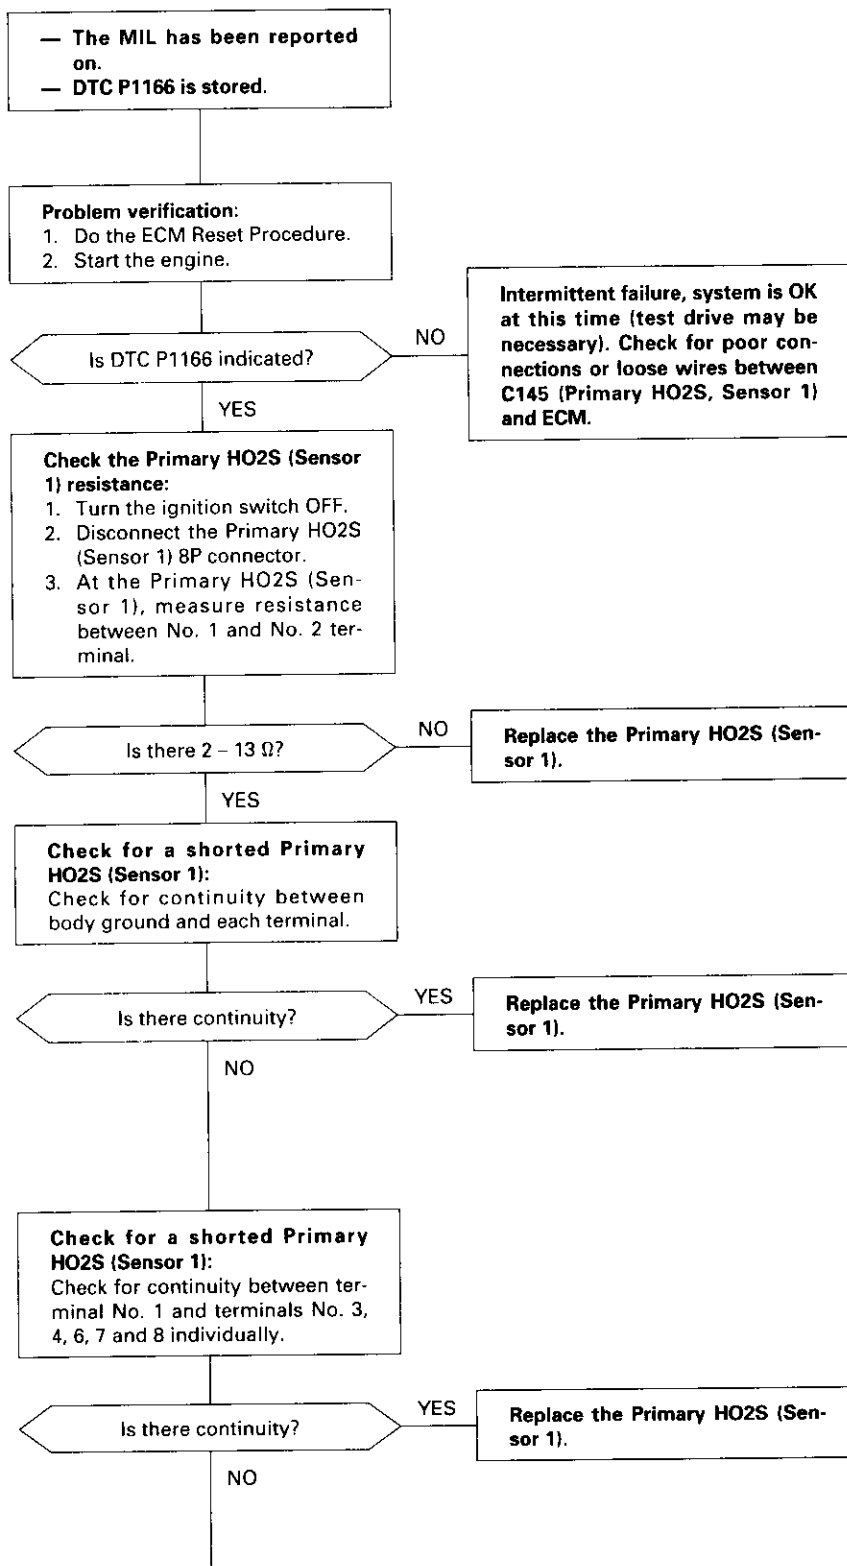 — The MIL has been reported
on.
— DTC P1166 is stored.
Problem verification:
1. Do the ECM Reset Procedure.
2. Start the engine.
Is DTC P1166 indicated?
NO
Intermittent failure, system is OK
at this time (test drive may be
necessary). Check for poor con-
nections or loose wires between
C145 (Primary HO2S, Sensor 1)
and ECM.
YES
Check the Primary HO2S (Sensor
1) resistance:
1. Turn the ignition switch OFF.
2. Disconnect the Primary HO2S
(Sensor 1) 8P connector.
3. At the Primary HO2S (Sen-
sor 1), measure resistance
between No. 1 and No. 2 ter-
minal.
Is there 2 – 13 Ω?
NO
Replace the Primary HO2S (Sen-
sor 1).
YES
Check for a shorted Primary
HO2S (Sensor 1):
Check for continuity between
body ground and each terminal.
Is there continuity?
YES
Replace the Primary HO2S (Sen-
sor 1).
NO
Check for a shorted Primary
HO2S (Sensor 1):
Check for continuity between ter-
minal No. 1 and terminals No. 3,
4, 6, 7 and 8 individually.
Is there continuity?
YES
Replace the Primary HO2S (Sen-
sor 1).
NO